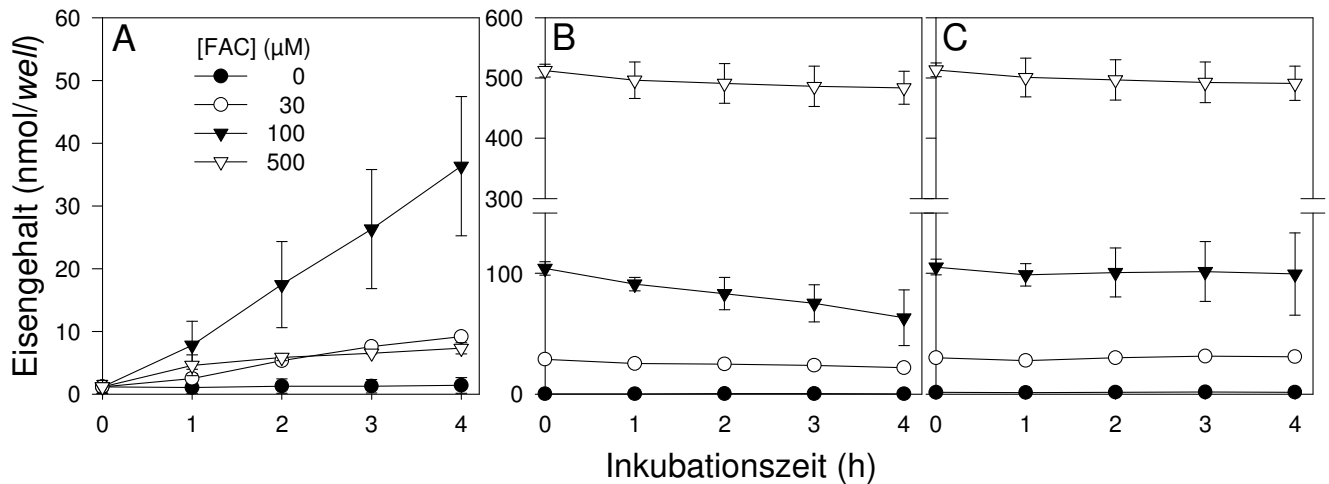 A
B
C
[FAC] (µM)
0
30
100
500
60
50
40
30
20
10
0
600
500
400
300
100
0
Eisengehalt (nmol/well)
0 1 2 3 4
0 1 2 3 4
0 1 2 3 4
Inkubationszeit (h)